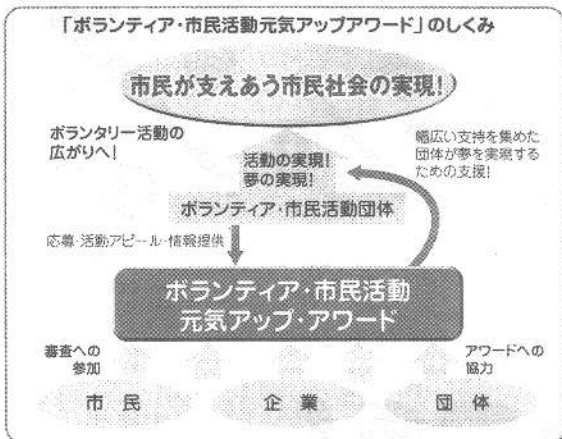 「ボランティア・市民活動元気アップアワード」のしくみ
市民が支えあう市民社会の実現!
ボランタリー活動の
広がりへ!
活動の実現!
夢の実現!
幅広い支持を集めた
団体が夢を実現する
ための支援!
ボランティア・市民活動団体
応募・活動アピール・情報提供
ボランティア・市民活動
元気アップ・アワード
審査への
参加
アワードへの
協力
市民
企業
団体